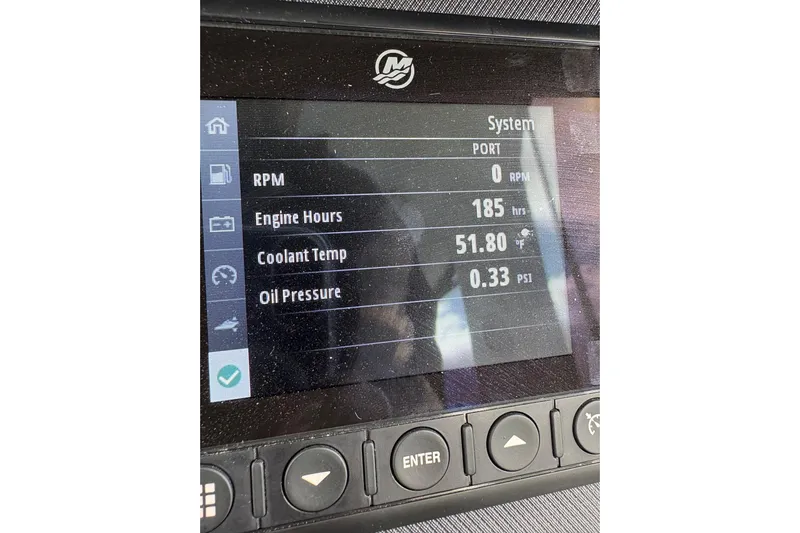 System
PORT
RPM 0 RPM
Engine Hours 185 hrs
Coolant Temp 51.80 °F
Oil Pressure 0.33 PSI
ENTER